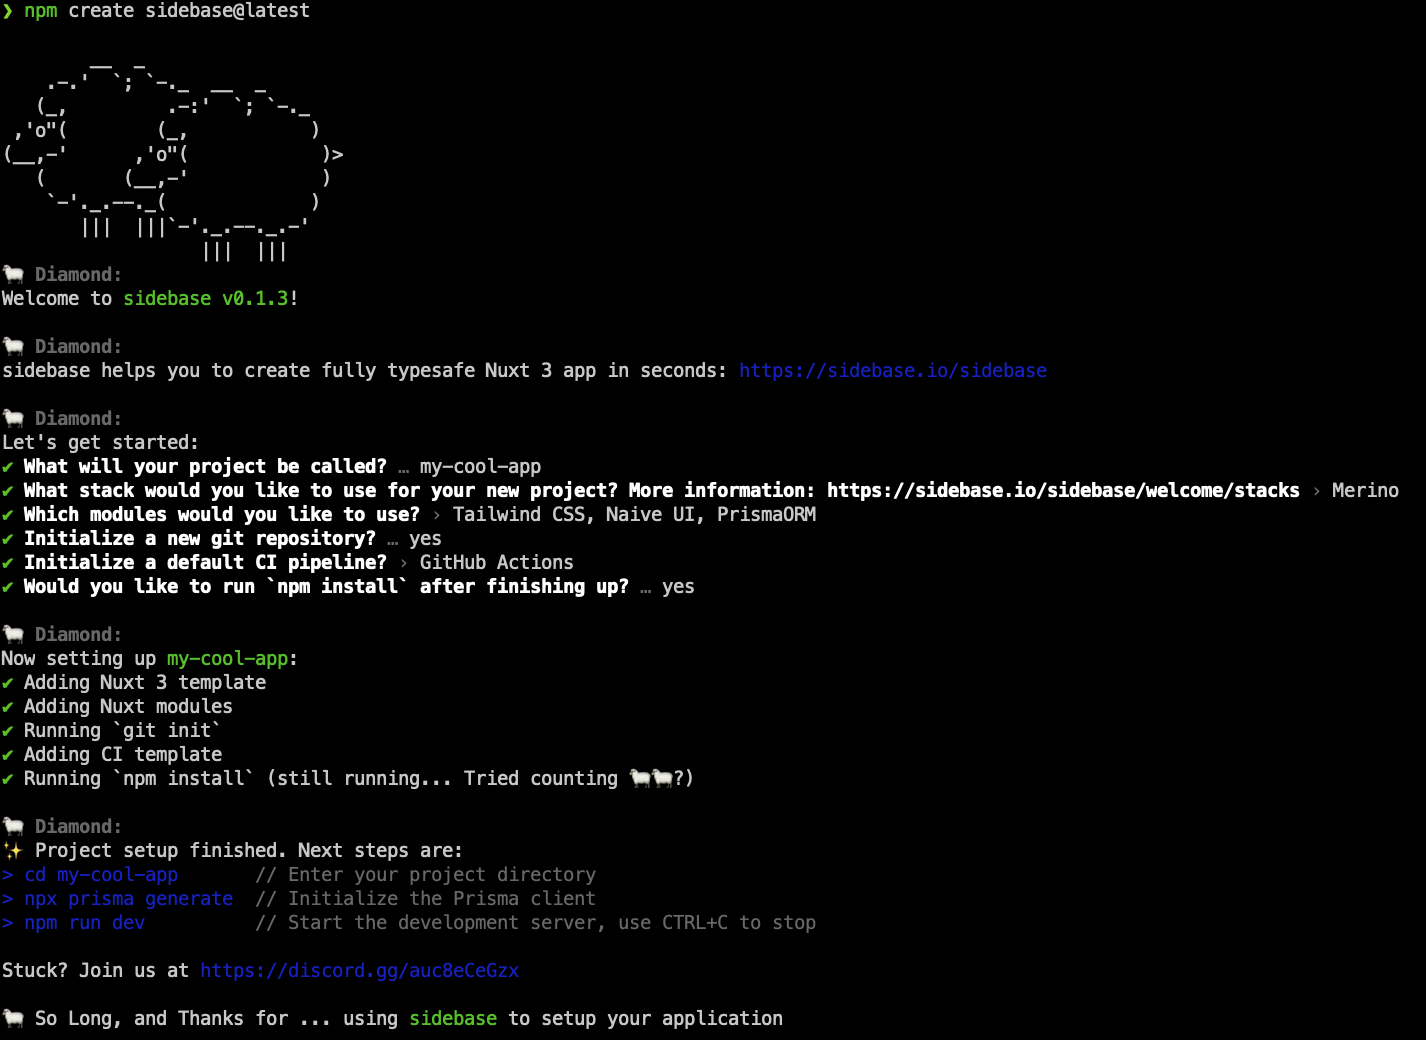 ❯ npm create sidebase@latest
        __  _
    .-.'  `; `-._  __  _
   (_,         .-:'  `; `-._
 ,'o"(        (_,           )
(__,-'      ,'o"(            )>
   (       (__,-'            )
    `-'._.--._(             )
       |||  |||`-'._.--._.-'
                  |||  |||
🐏 Diamond:
Welcome to sidebase v0.1.3!
🐏 Diamond:
sidebase helps you to create fully typesafe Nuxt 3 app in seconds: https://sidebase.io/sidebase
🐏 Diamond:
Let's get started:
✔ What will your project be called? … my-cool-app
✔ What stack would you like to use for your new project? More information: https://sidebase.io/sidebase/welcome/stacks › Merino
✔ Which modules would you like to use? › Tailwind CSS, Naive UI, PrismaORM
✔ Initialize a new git repository? … yes
✔ Initialize a default CI pipeline? › GitHub Actions
✔ Would you like to run `npm install` after finishing up? … yes
🐏 Diamond:
Now setting up my-cool-app:
✔ Adding Nuxt 3 template
✔ Adding Nuxt modules
✔ Running `git init`
✔ Adding CI template
✔ Running `npm install` (still running... Tried counting 🐏🐏?)
🐏 Diamond:
✨ Project setup finished. Next steps are:
> cd my-cool-app       // Enter your project directory
> npx prisma generate  // Initialize the Prisma client
> npm run dev          // Start the development server, use CTRL+C to stop
Stuck? Join us at https://discord.gg/auc8eCeGzx
🐏 So Long, and Thanks for ... using sidebase to setup your application